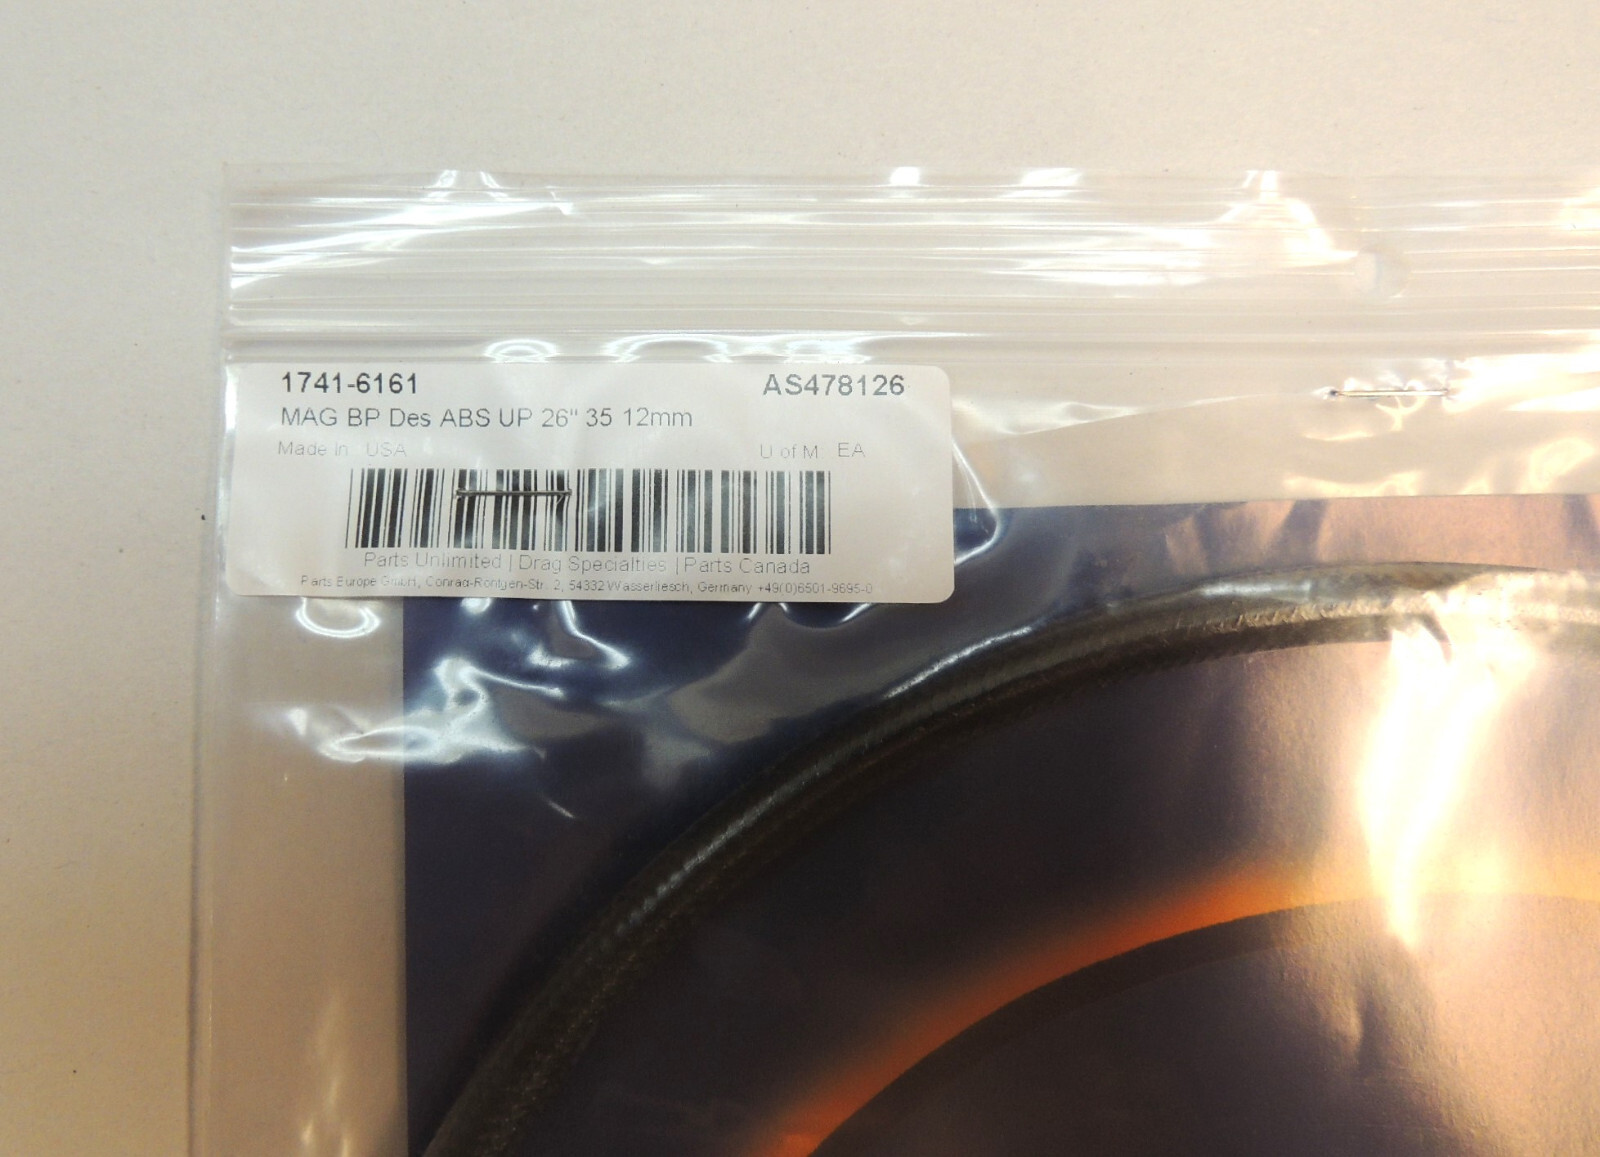 1741-6161 AS478126
MAG BP Des ABS UP 26" 35 12mm
Made In: USA U of M: EA
Parts Unlimited | Drag Specialties | Parts Canada
Parts Europe GmbH, Conrad-Röntgen-Str. 2, 54332 Wasserliesch, Germany +49(0)6501-9695-0